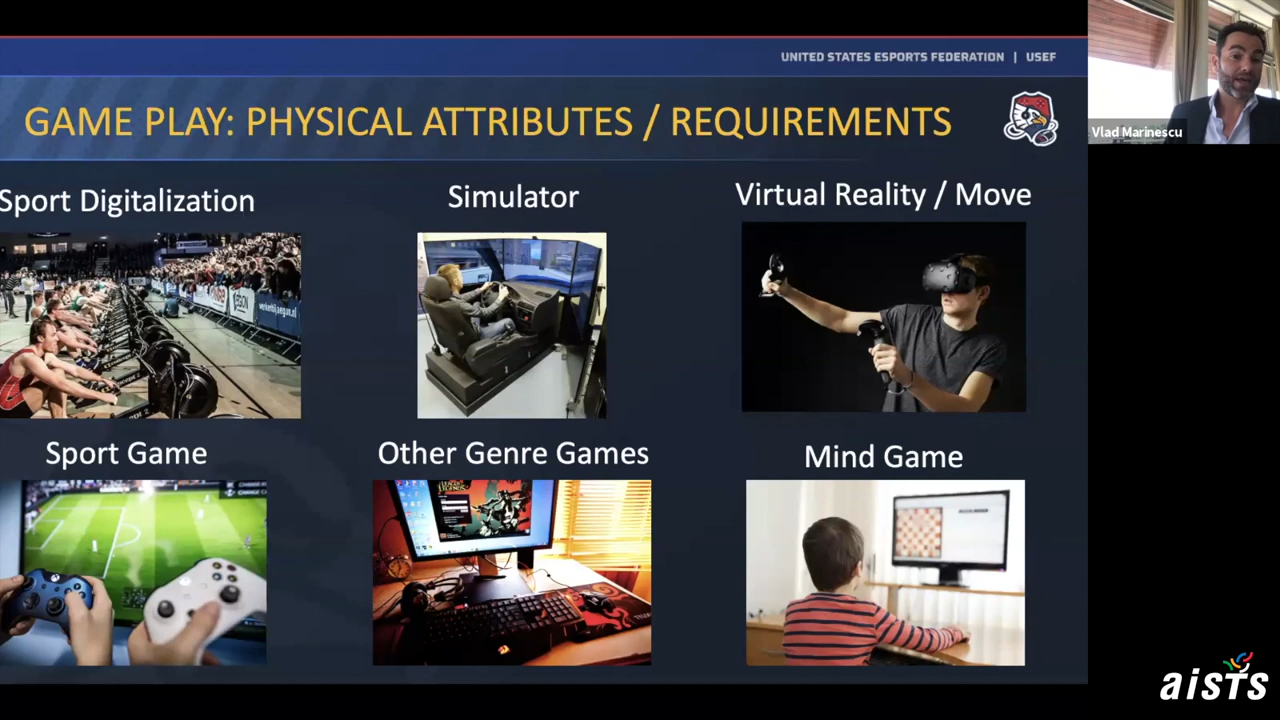 UNITED STATES ESPORTS FEDERATION | USEF
GAME PLAY: PHYSICAL ATTRIBUTES / REQUIREMENTS
Vlad Marinescu
Sport Digitalization
Simulator
Virtual Reality / Move
Sport Game
Other Genre Games
Mind Game
aisTs